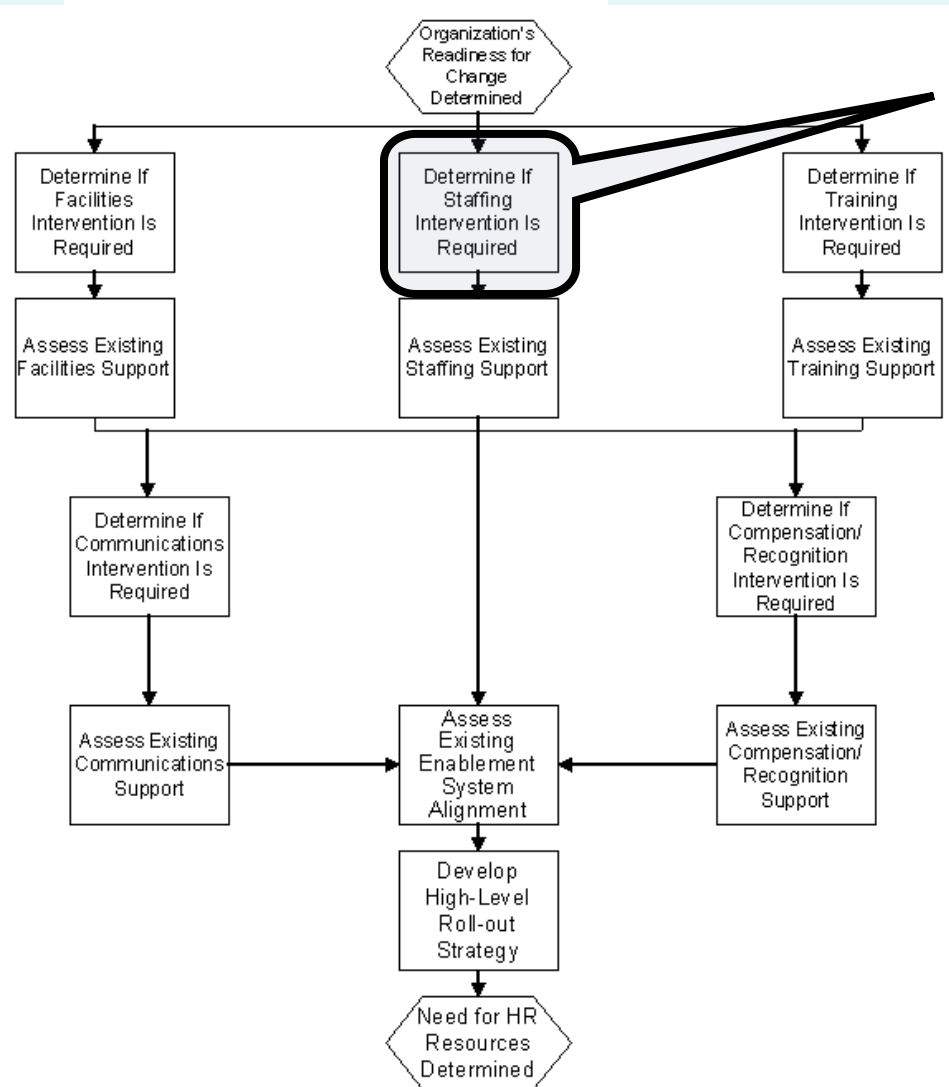 Organization's
Readiness for
Change
Determined
Determine If
Facilities
Intervention Is
Required
Determine If
Staffing
Intervention Is
Required
Determine If
Training
Intervention Is
Required
Assess Existing
Facilities Support
Assess Existing
Staffing Support
Assess Existing
Training Support
Determine If
Communications
Intervention Is
Required
Determine If
Compensation/
Recognition
Intervention Is
Required
Assess Existing
Communications
Support
Assess
Existing
Enablement
System
Alignment
Assess Existing
Compensation/
Recognition
Support
Develop
High-Level
Roll-out
Strategy
Need for HR
Resources
Determined